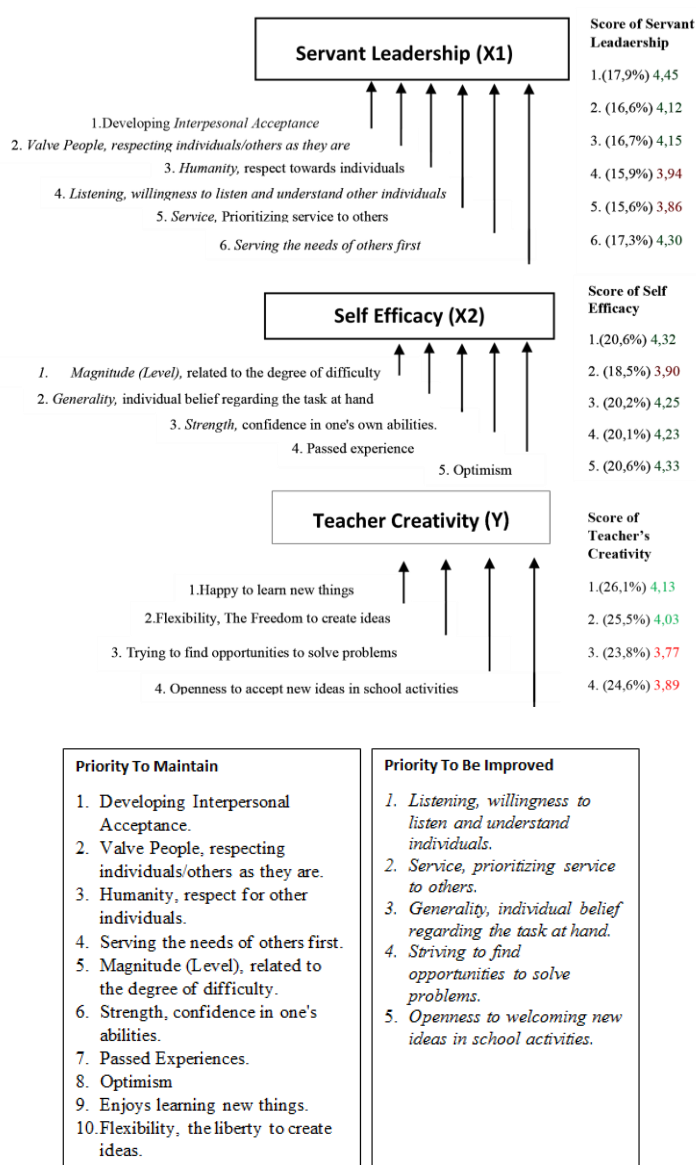 Servant Leadership (X1)
1.Developing Interpesonal Acceptance
2. Valve People, respecting individuals/others as they are
3. Humanity, respect towards individuals
4. Listening, willingness to listen and understand other individuals
5. Service, Prioritizing service to others
6. Serving the needs of others first
Score of Servant
Leadaership
1.(17,9%) 4,45
2. (16,6%) 4,12
3. (16,7%) 4,15
4. (15,9%) 3,94
5. (15,6%) 3,86
6. (17,3%) 4,30
Self Efficacy (X2)
1. Magnitude (Level), related to the degree of difficulty
2. Generality, individual belief regarding the task at hand
3. Strength, confidence in one's own abilities.
4. Passed experience
5. Optimism
Score of Self
Efficacy
1.(20,6%) 4,32
2. (18,5%) 3,90
3. (20,2%) 4,25
4. (20,1%) 4,23
5. (20,6%) 4,33
Teacher Creativity (Y)
1.Happy to learn new things
2.Flexibility, The Freedom to create ideas
3. Trying to find opportunities to solve problems
4. Openness to accept new ideas in school activities
Score of
Teacher's
Creativity
1.(26,1%) 4,13
2. (25,5%) 4,03
3. (23,8%) 3,77
4. (24,6%) 3,89
Priority To Maintain
1. Developing Interpersonal
Acceptance.
2. Valve People, respecting
individuals/others as they are.
3. Humanity, respect for other
individuals.
4. Serving the needs of others first.
5. Magnitude (Level), related to
the degree of difficulty.
6. Strength, confidence in one's
abilities.
7. Passed Experiences.
8. Optimism
9. Enjoys learning new things.
10.Flexibility, the liberty to create
ideas.
Priority To Be Improved
1. Listening, willingness to
listen and understand
individuals.
2. Service, prioritizing service
to others.
3. Generality, individual belief
regarding the task at hand.
4. Striving to find
opportunities to solve
problems.
5. Openness to welcoming new
ideas in school activities.